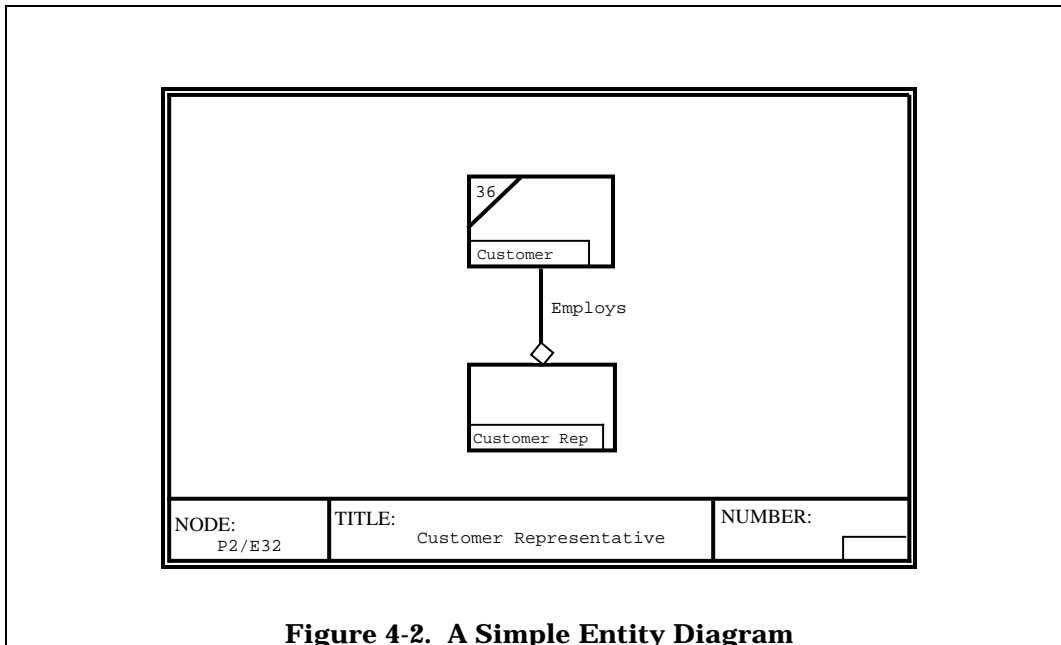 36
Customer
Employs
Customer Rep
NODE:
P2/E32
TITLE:
Customer Representative
NUMBER:
Figure 4-2. A Simple Entity Diagram